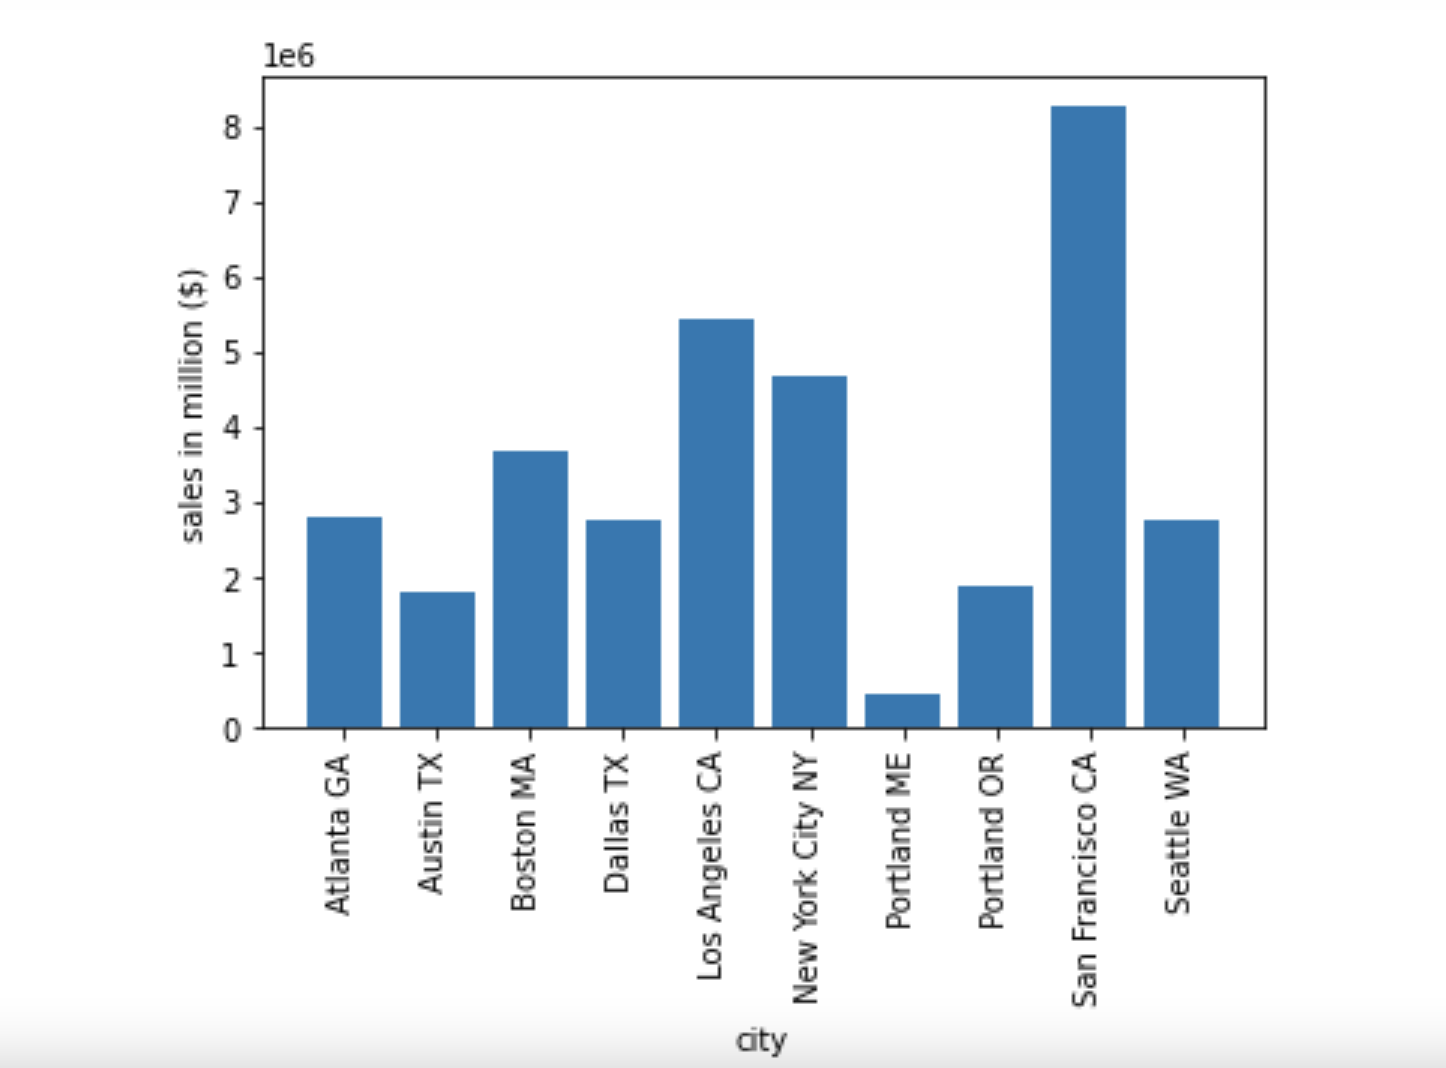 1e6
8
7
6
5
4
3
2
1
0
sales in million ($)
Atlanta GA
Austin TX
Boston MA
Dallas TX
Los Angeles CA
New York City NY
Portland ME
Portland OR
San Francisco CA
Seattle WA
city